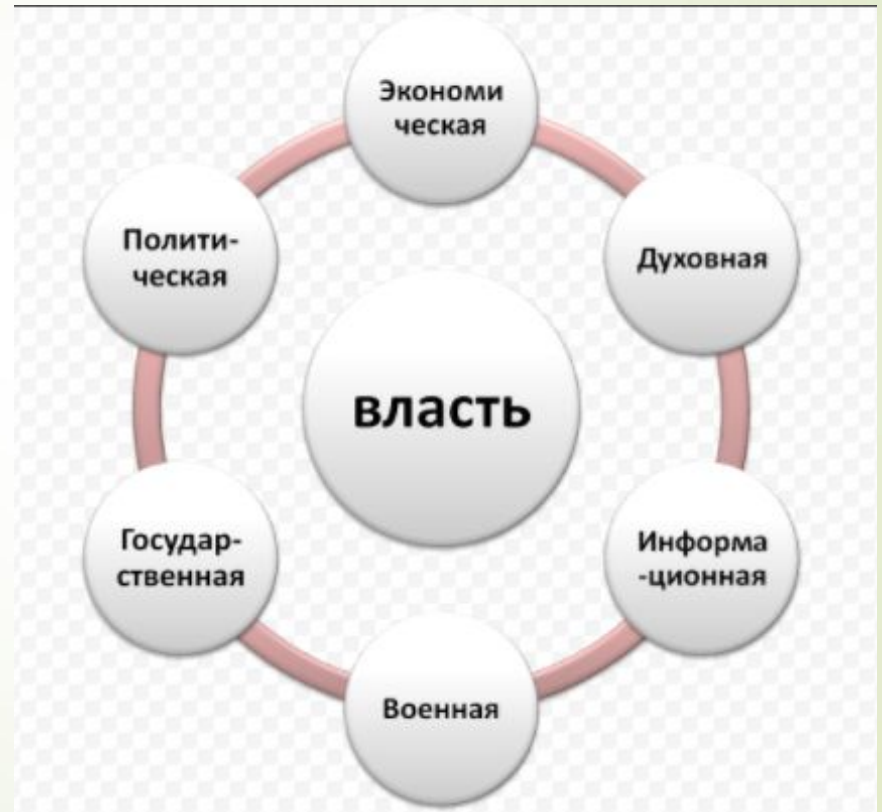 Экономи
ческая
Полити-
ческая
Духовная
власть
Государ-
ственная
Информа
-ционная
Военная